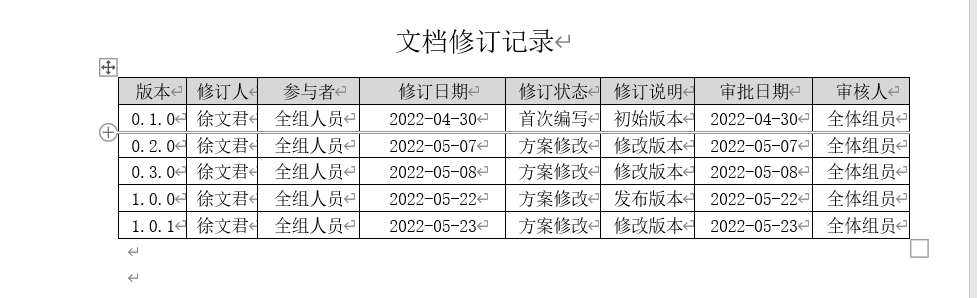 文档修订记录
版本 修订人 参与者 修订日期 修订状态 修订说明 审批日期 审核人
0.1.0 徐文君 全组人员 2022-04-30 首次编写 初始版本 2022-04-30 全体组员
0.2.0 徐文君 全组人员 2022-05-07 方案修改 修改版本 2022-05-07 全体组员
0.3.0 徐文君 全组人员 2022-05-08 方案修改 修改版本 2022-05-08 全体组员
1.0.0 徐文君 全组人员 2022-05-22 方案修改 发布版本 2022-05-22 全体组员
1.0.1 徐文君 全组人员 2022-05-23 方案修改 修改版本 2022-05-23 全体组员